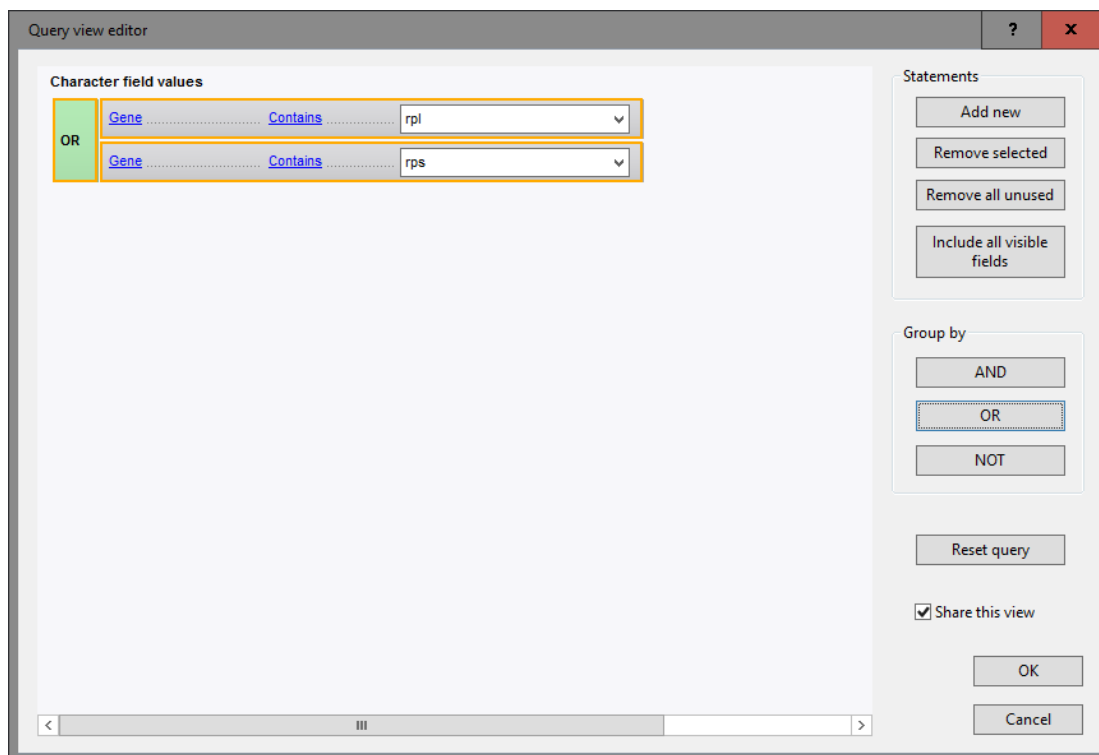 Query view editor
?
x
Character field values
OR
Gene Contains rpl
Gene Contains rps
Statements
Add new
Remove selected
Remove all unused
Include all visible
fields
Group by
AND
OR
NOT
Reset query
Share this view
OK
Cancel